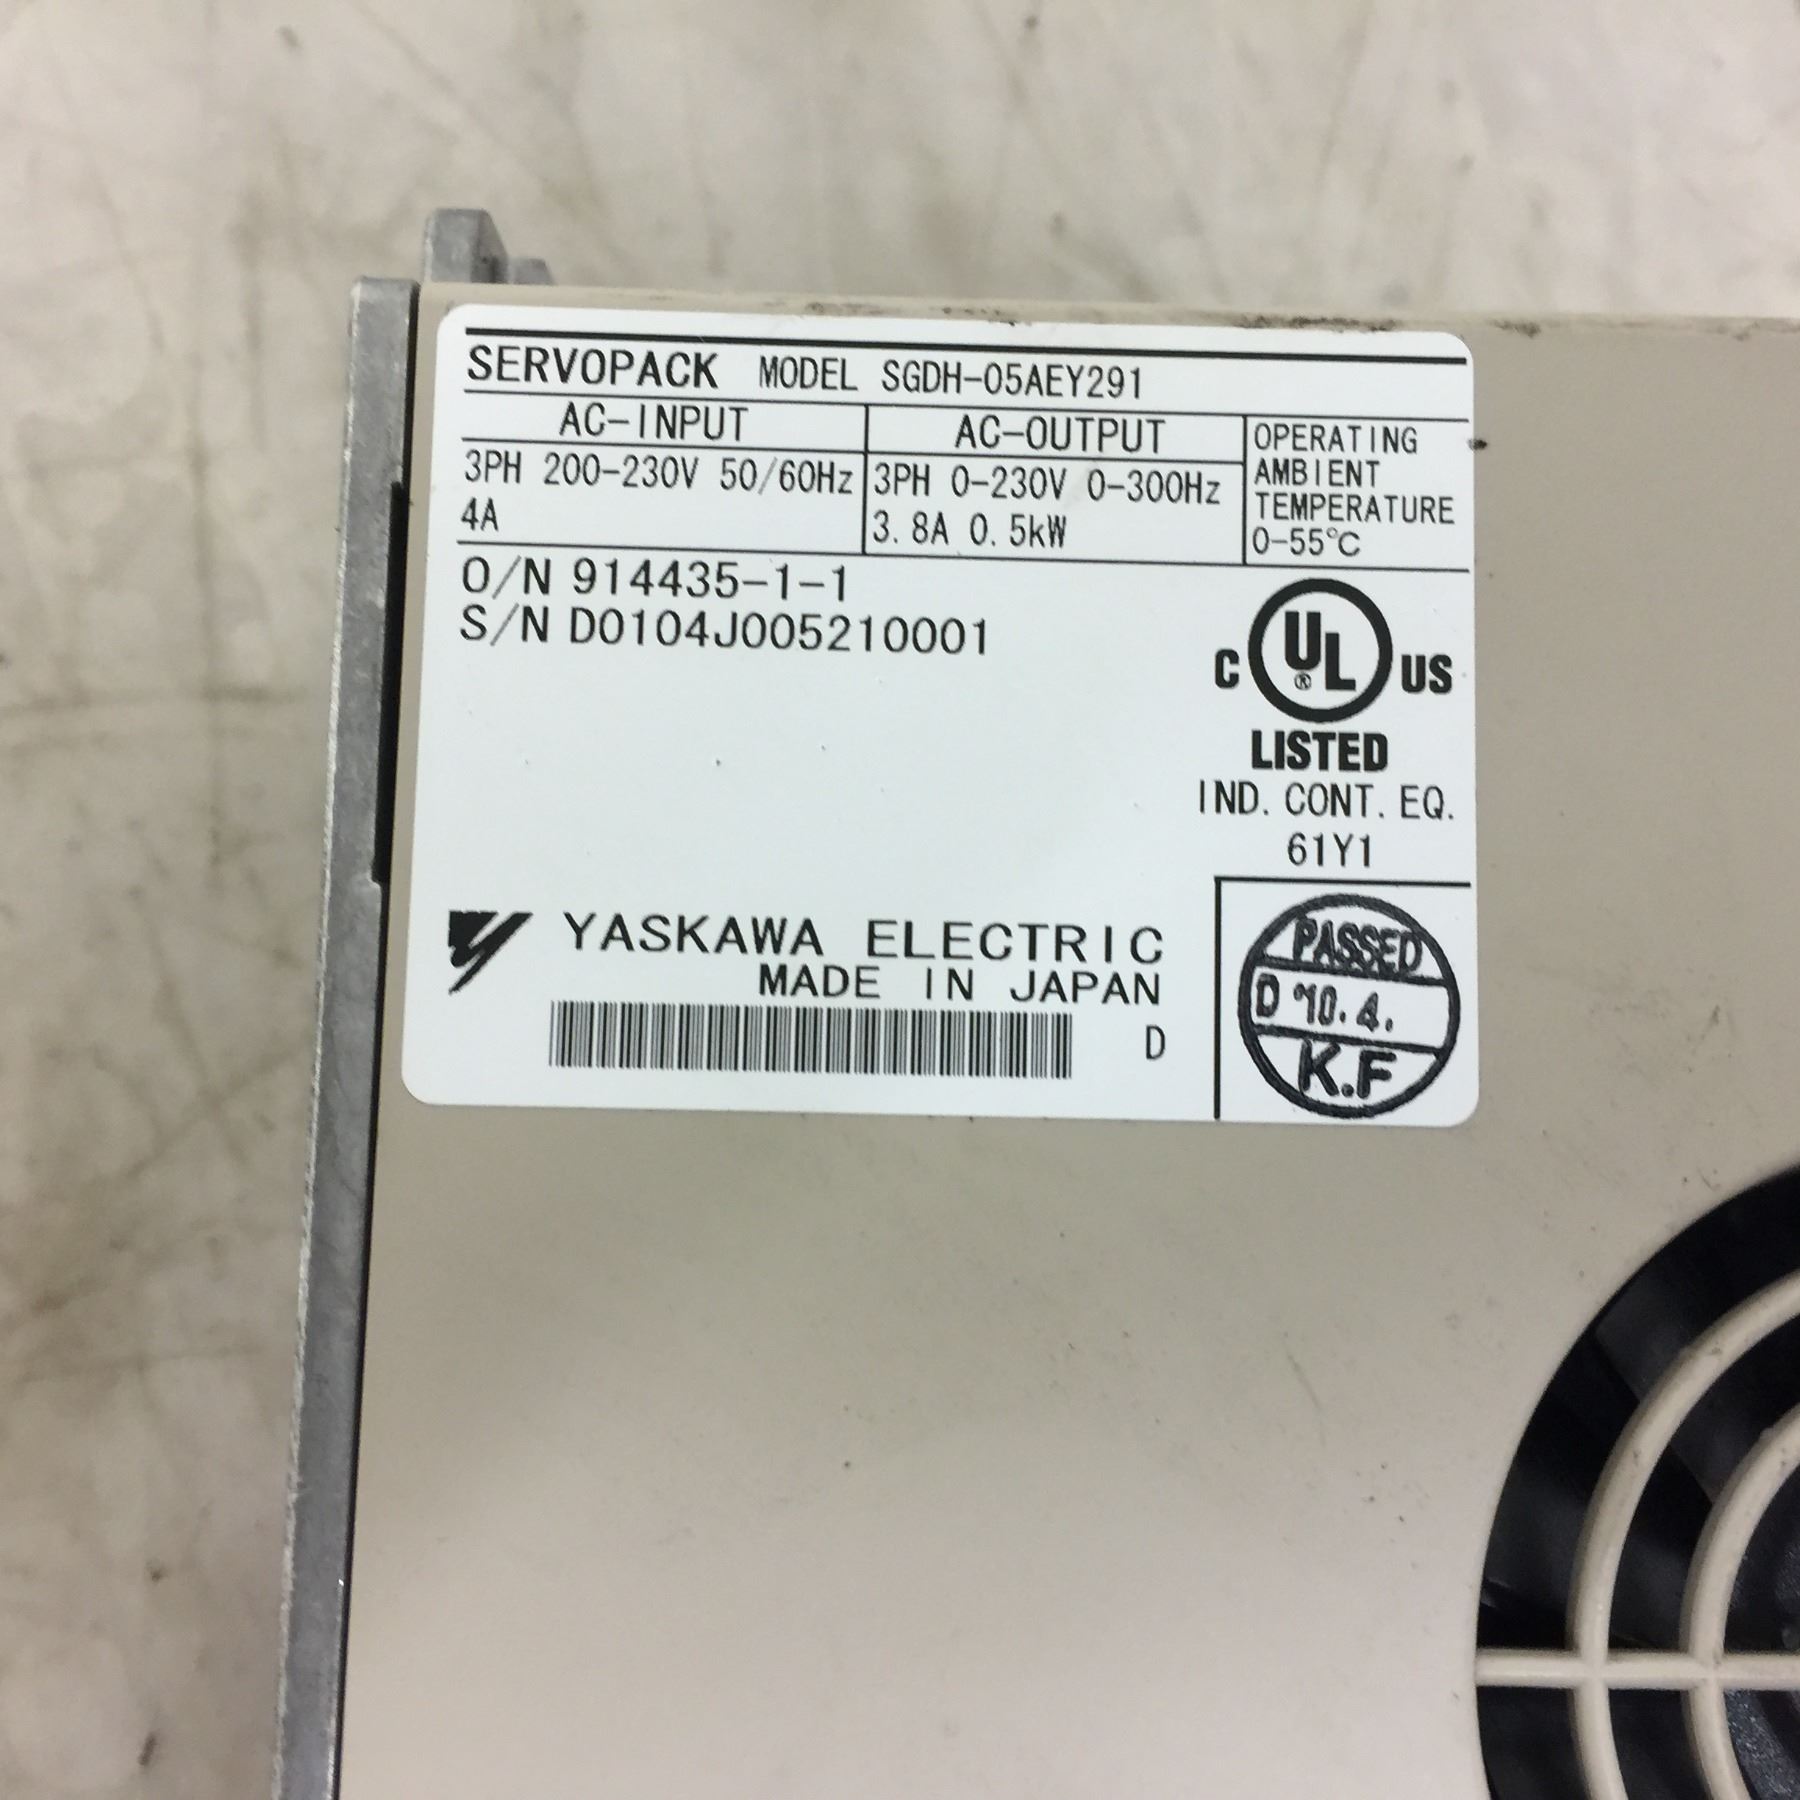 SERVOPACK MODEL SGDH-05AEY291
AC-INPUT AC-OUTPUT OPERATING
AMBIENT
TEMPERATURE
0-55℃
3PH 200-230V 50/60Hz
4A
3PH 0-230V 0-300Hz
3.8A 0.5kW
O/N 914435-1-1
S/N D0104J005210001
C UL® US
LISTED
IND. CONT. EQ.
61Y1
YASKAWA ELECTRIC
MADE IN JAPAN
D
PASSED
D '10.4.
K.F